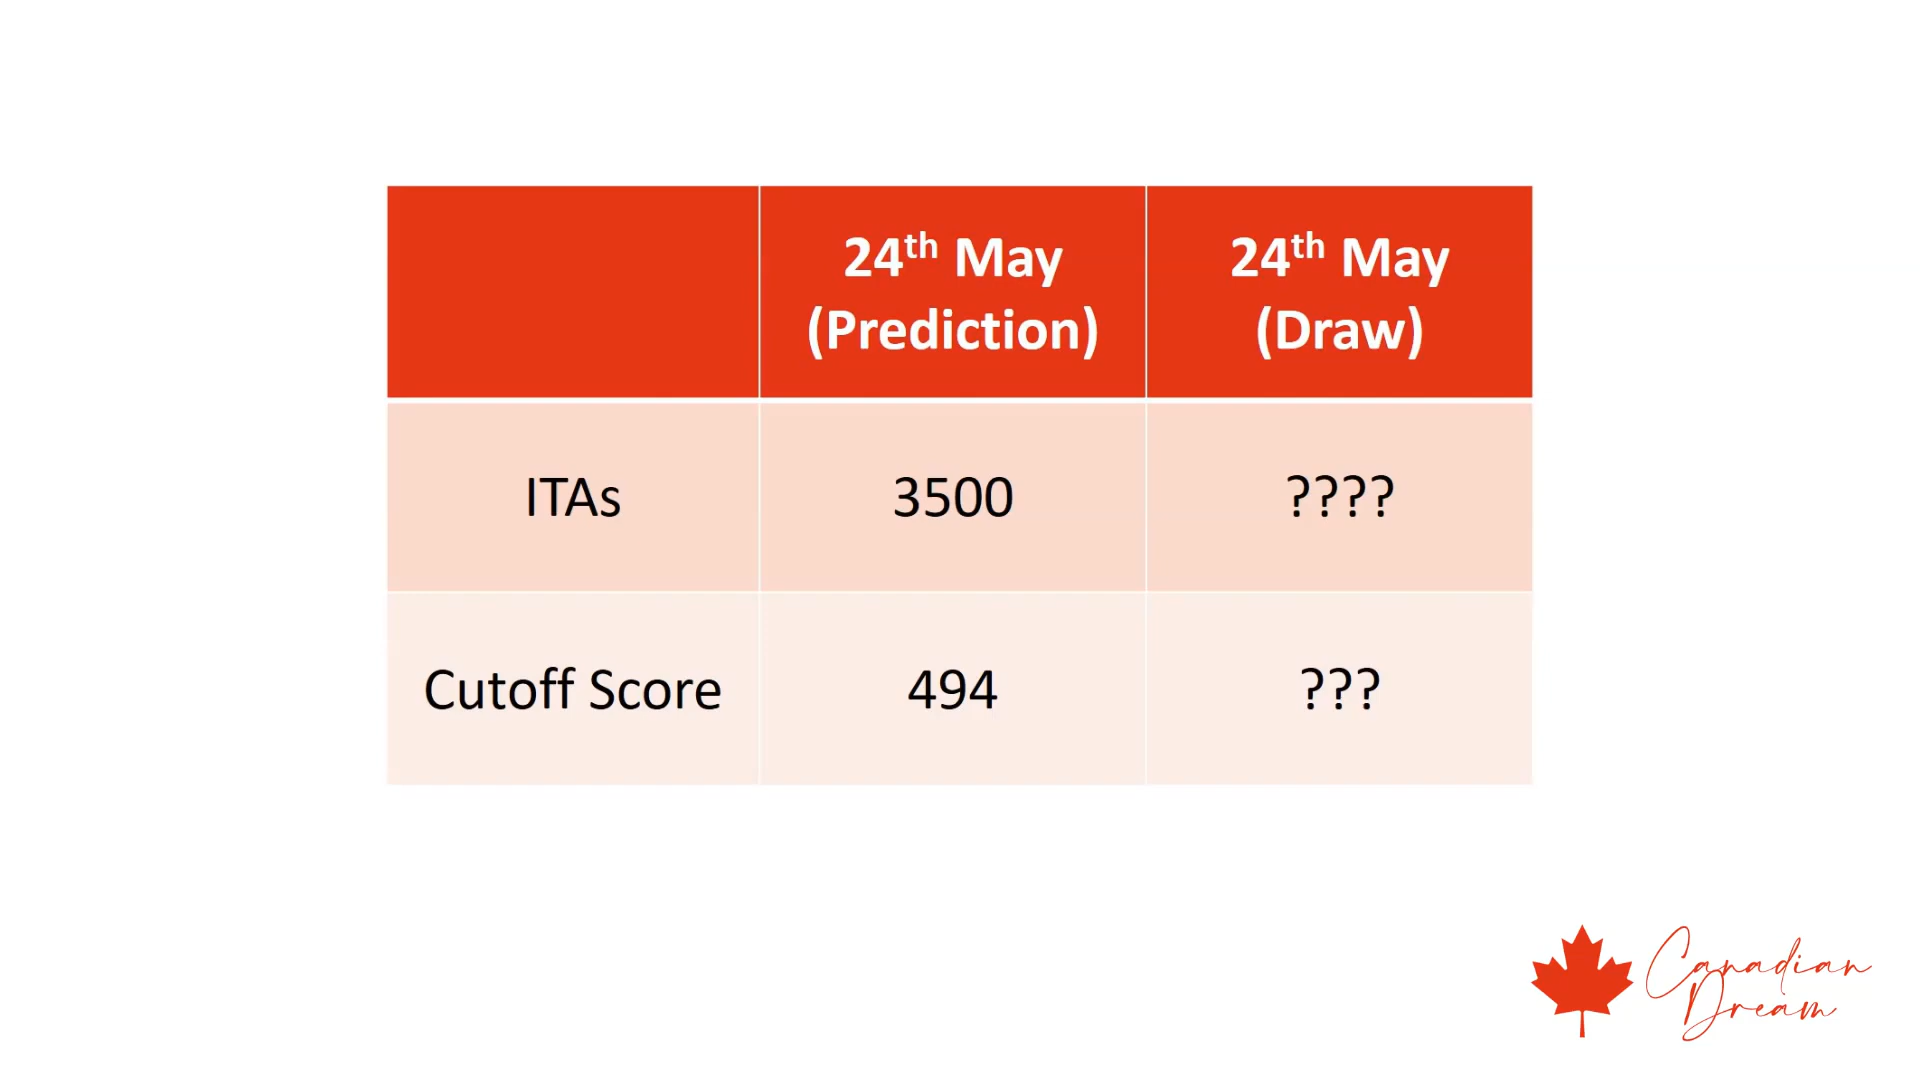 24th May
(Prediction)
24th May
(Draw)
ITAs
3500
????
Cutoff Score
494
???
Canadian
Dream